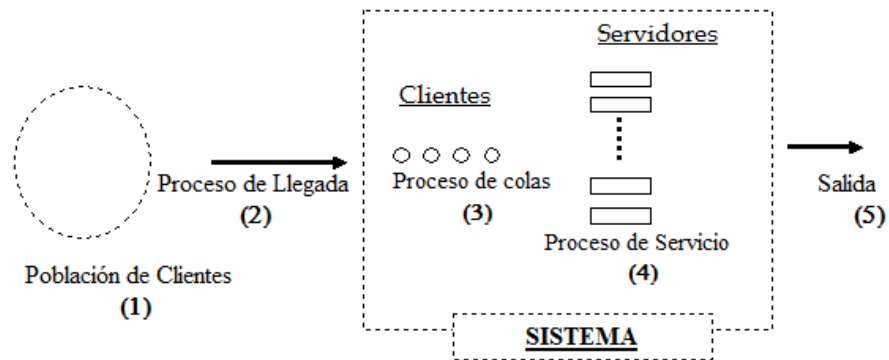 Servidores
Clientes
Proceso de Llegada
(2)
Proceso de colas
(3)
Salida
(5)
Proceso de Servicio
(4)
Población de Clientes
(1)
SISTEMA